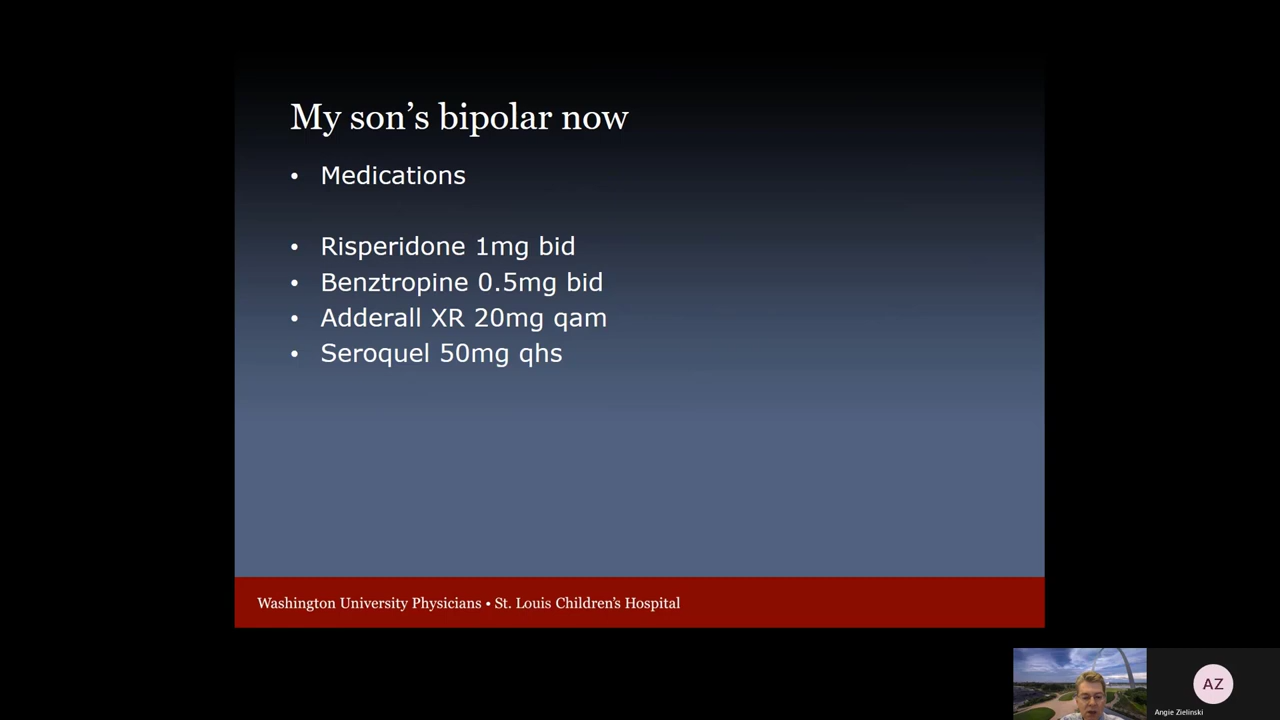 My son’s bipolar now
• Medications
• Risperidone 1mg bid
• Benztropine 0.5mg bid
• Adderall XR 20mg qam
• Seroquel 50mg qhs
Washington University Physicians • St. Louis Children’s Hospital
AZ
Angie Zielinski